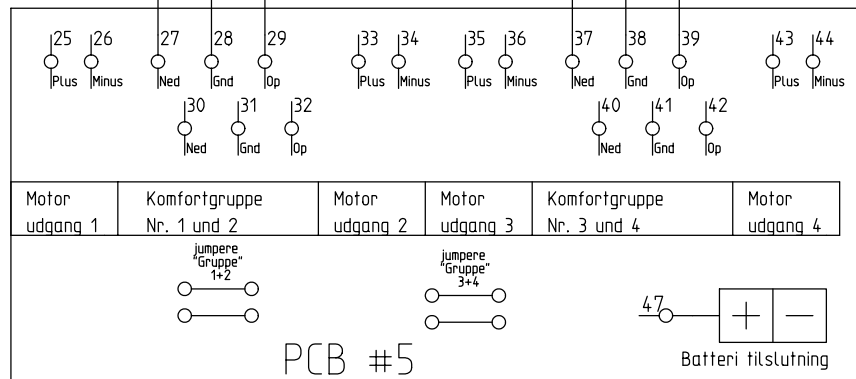 25 26 27 28 29 33 34 35 36 37 38 39 43 44
Plus Minus Ned Gnd Op Plus Minus Plus Minus Ned Gnd Op Plus Minus
30 31 32 40 41 42
Ned Gnd Op Ned Gnd Op
Motor
udgang 1
Komfortgruppe
Nr. 1 und 2
Motor
udgang 2
Motor
udgang 3
Komfortgruppe
Nr. 3 und 4
Motor
udgang 4
jumpere
"Gruppe"
1+2
jumpere
"Gruppe"
3+4
47
+ −
PCB #5
Batteri tilslutning